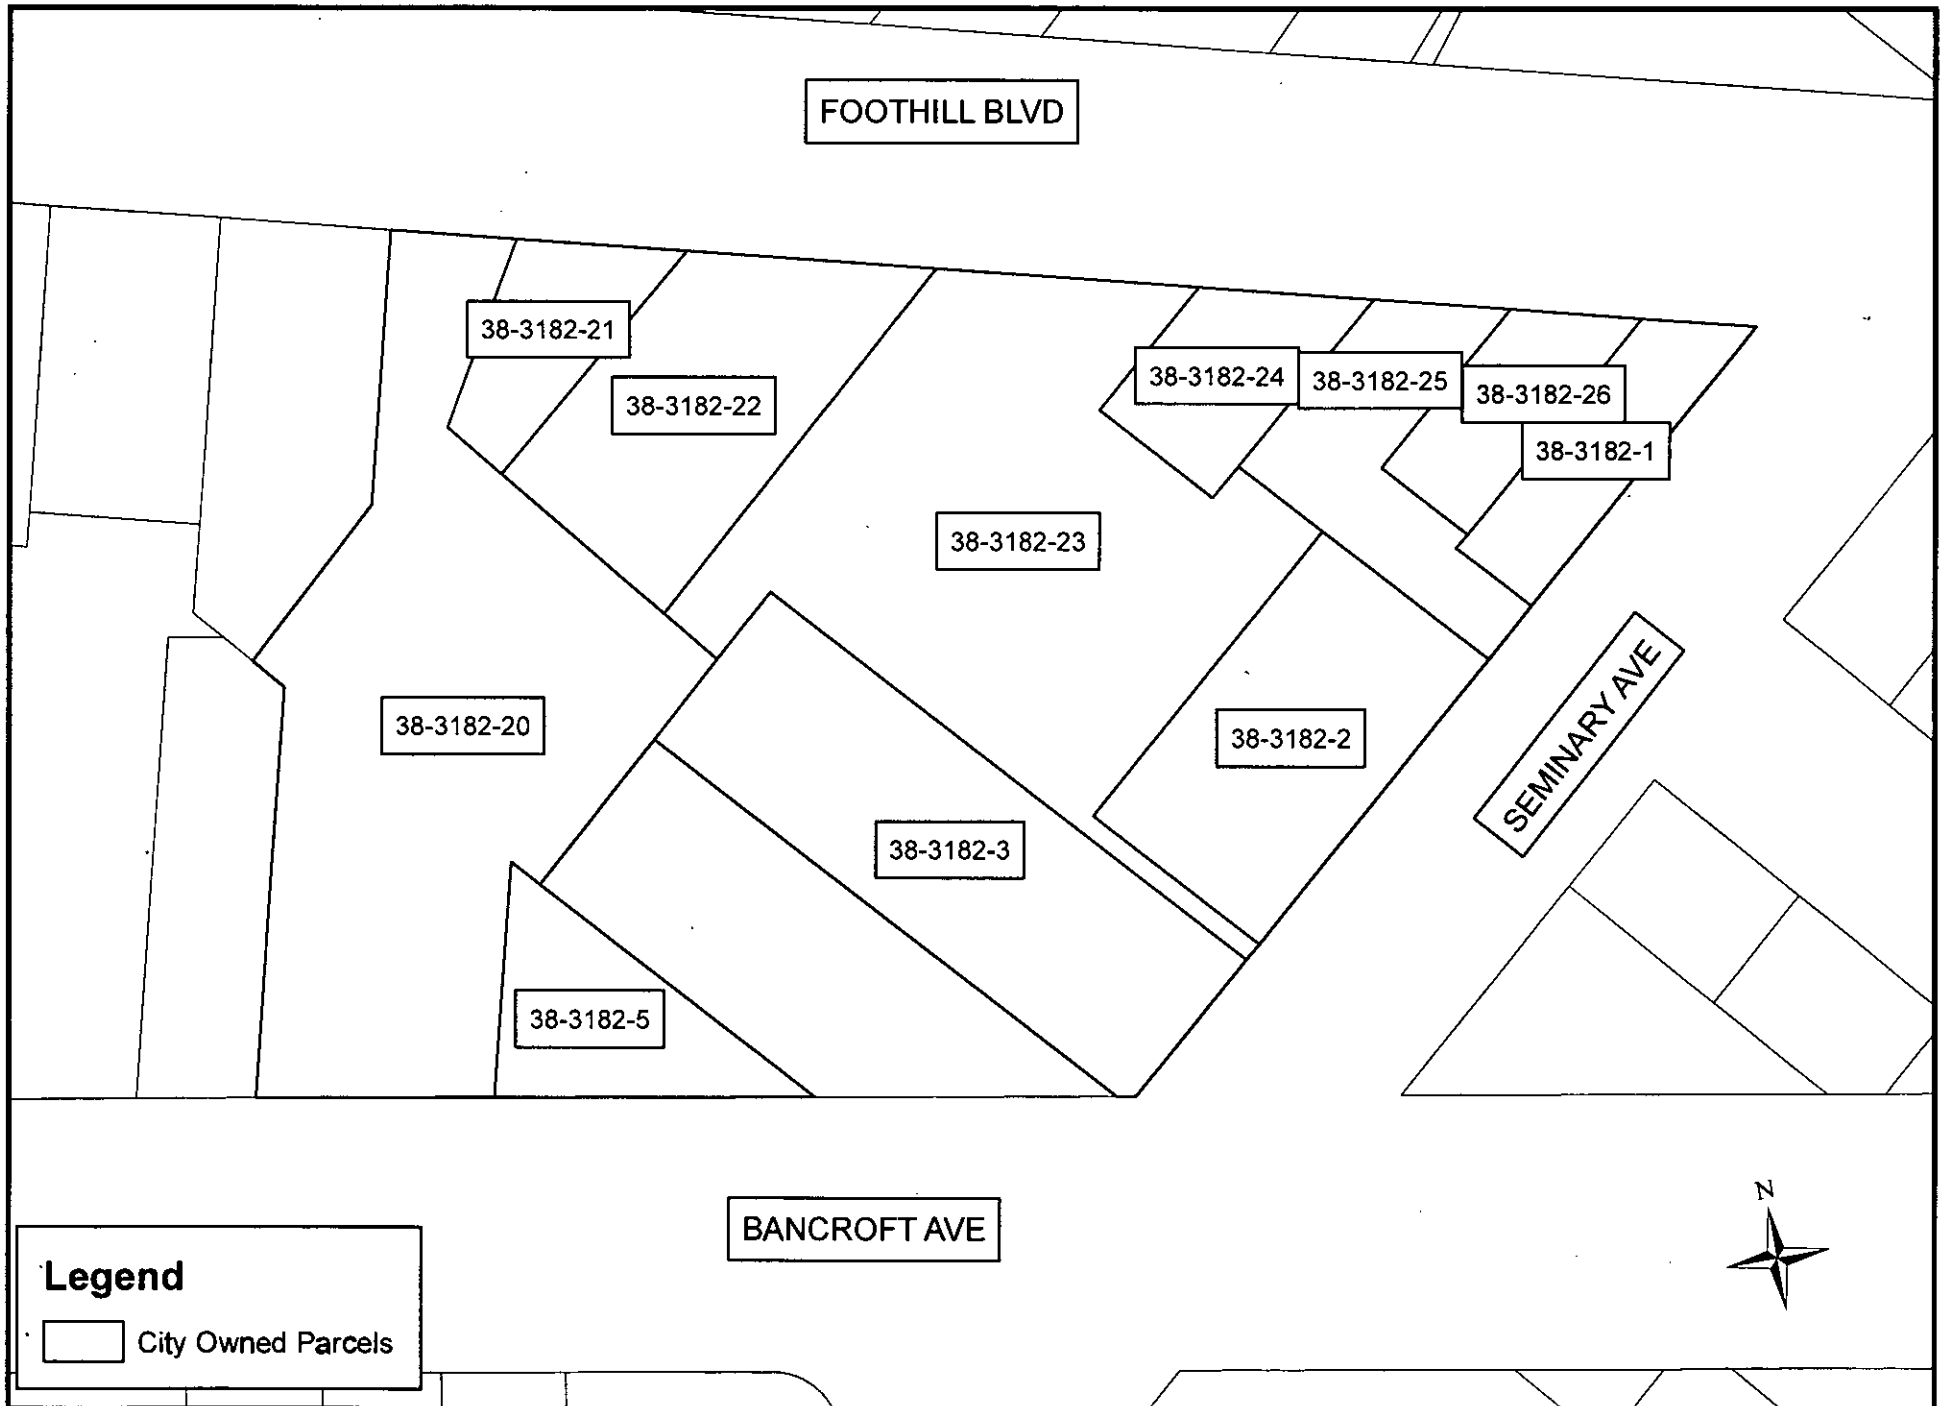 FOOTHILL BLVD
38-3182-21
38-3182-22
38-3182-24
38-3182-25
38-3182-26
38-3182-1
38-3182-23
38-3182-20
38-3182-2
SEMINARY AVE
38-3182-3
38-3182-5
BANCROFT AVE
N
Legend
City Owned Parcels